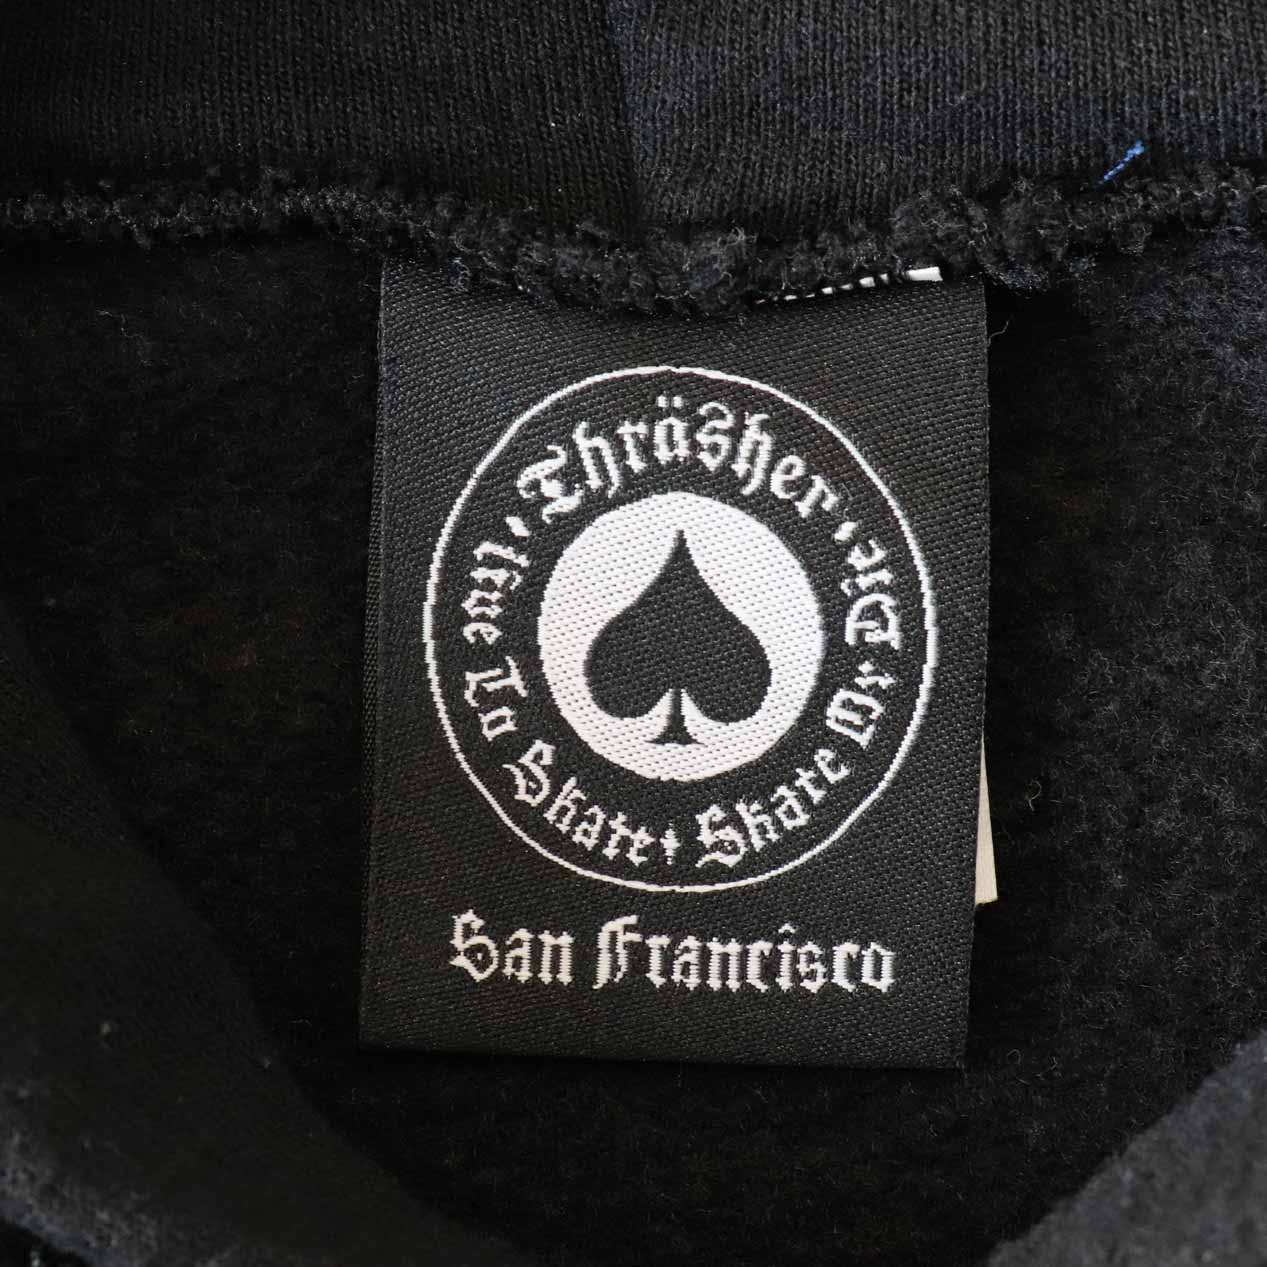 Thräsher
Live To Skate
Skate Or Die
San Francisco